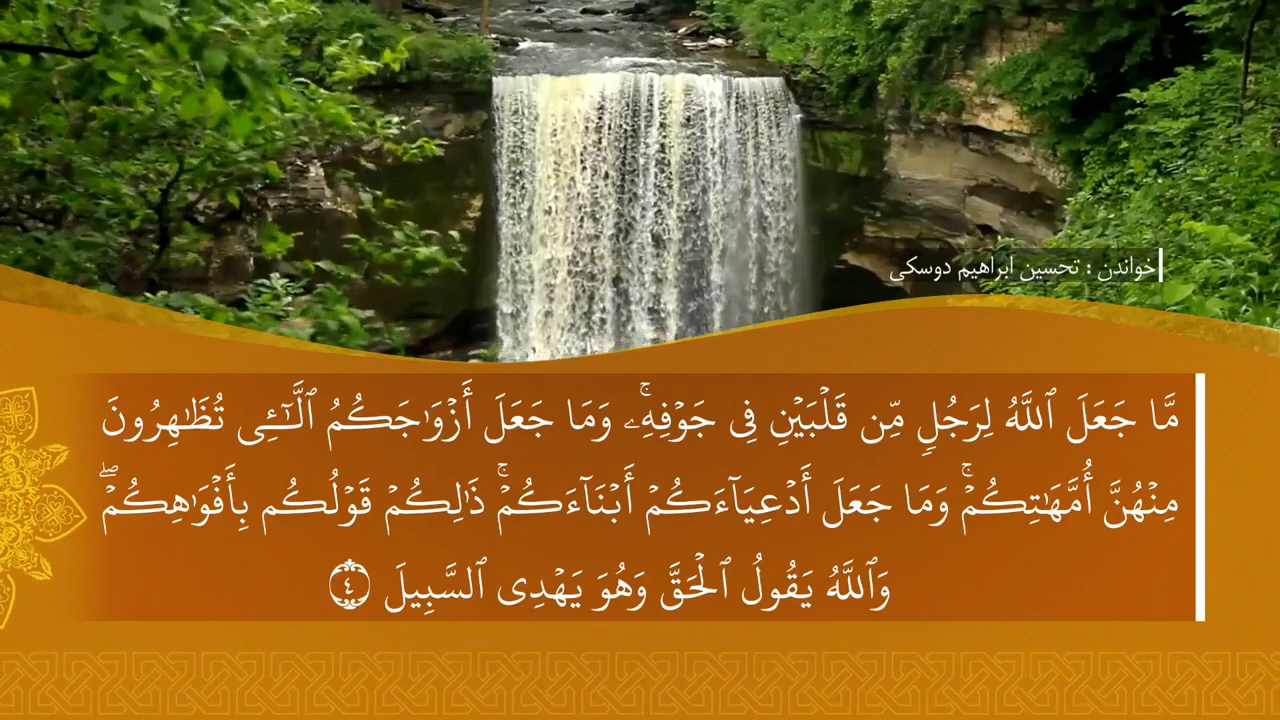 خواندن : تحسین ابراهیم دوسکی
مَّا جَعَلَ ٱللَّهُ لِرَجُلٖ مِّن قَلۡبَيۡنِ فِي جَوۡفِهِۦۚ وَمَا جَعَلَ أَزۡوَٰجَكُمُ ٱلَّٰٓـِٔي تُظَٰهِرُونَ
مِنۡهُنَّ أُمَّهَٰتِكُمۡۚ وَمَا جَعَلَ أَدۡعِيَآءَكُمۡ أَبۡنَآءَكُمۡۚ ذَٰلِكُمۡ قَوۡلُكُم بِأَفۡوَٰهِكُمۡۖ
وَٱللَّهُ يَقُولُ ٱلۡحَقَّ وَهُوَ يَهۡدِي ٱلسَّبِيلَ ٤